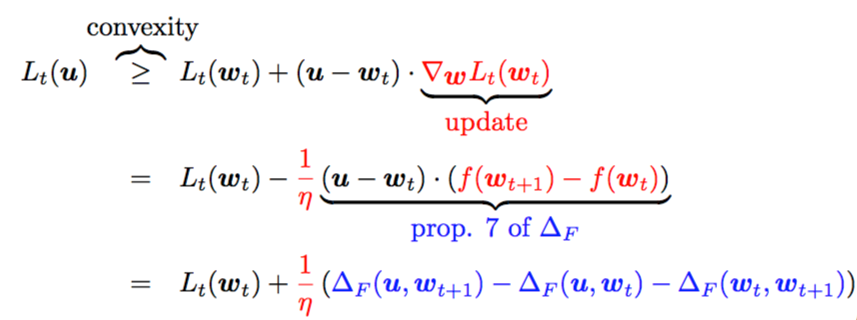 convexity
L_t(𝒖) ≥ L_t(𝒘_t) + (𝒖 − 𝒘_t) · ∇_𝒘 L_t(𝒘_t)
update
= L_t(𝒘_t) − 1/η (𝒖 − 𝒘_t) · (f(𝒘_{t+1}) − f(𝒘_t))
prop. 7 of Δ_F
= L_t(𝒘_t) + 1/η (Δ_F(𝒖, 𝒘_{t+1}) − Δ_F(𝒖, 𝒘_t) − Δ_F(𝒘_t, 𝒘_{t+1}))